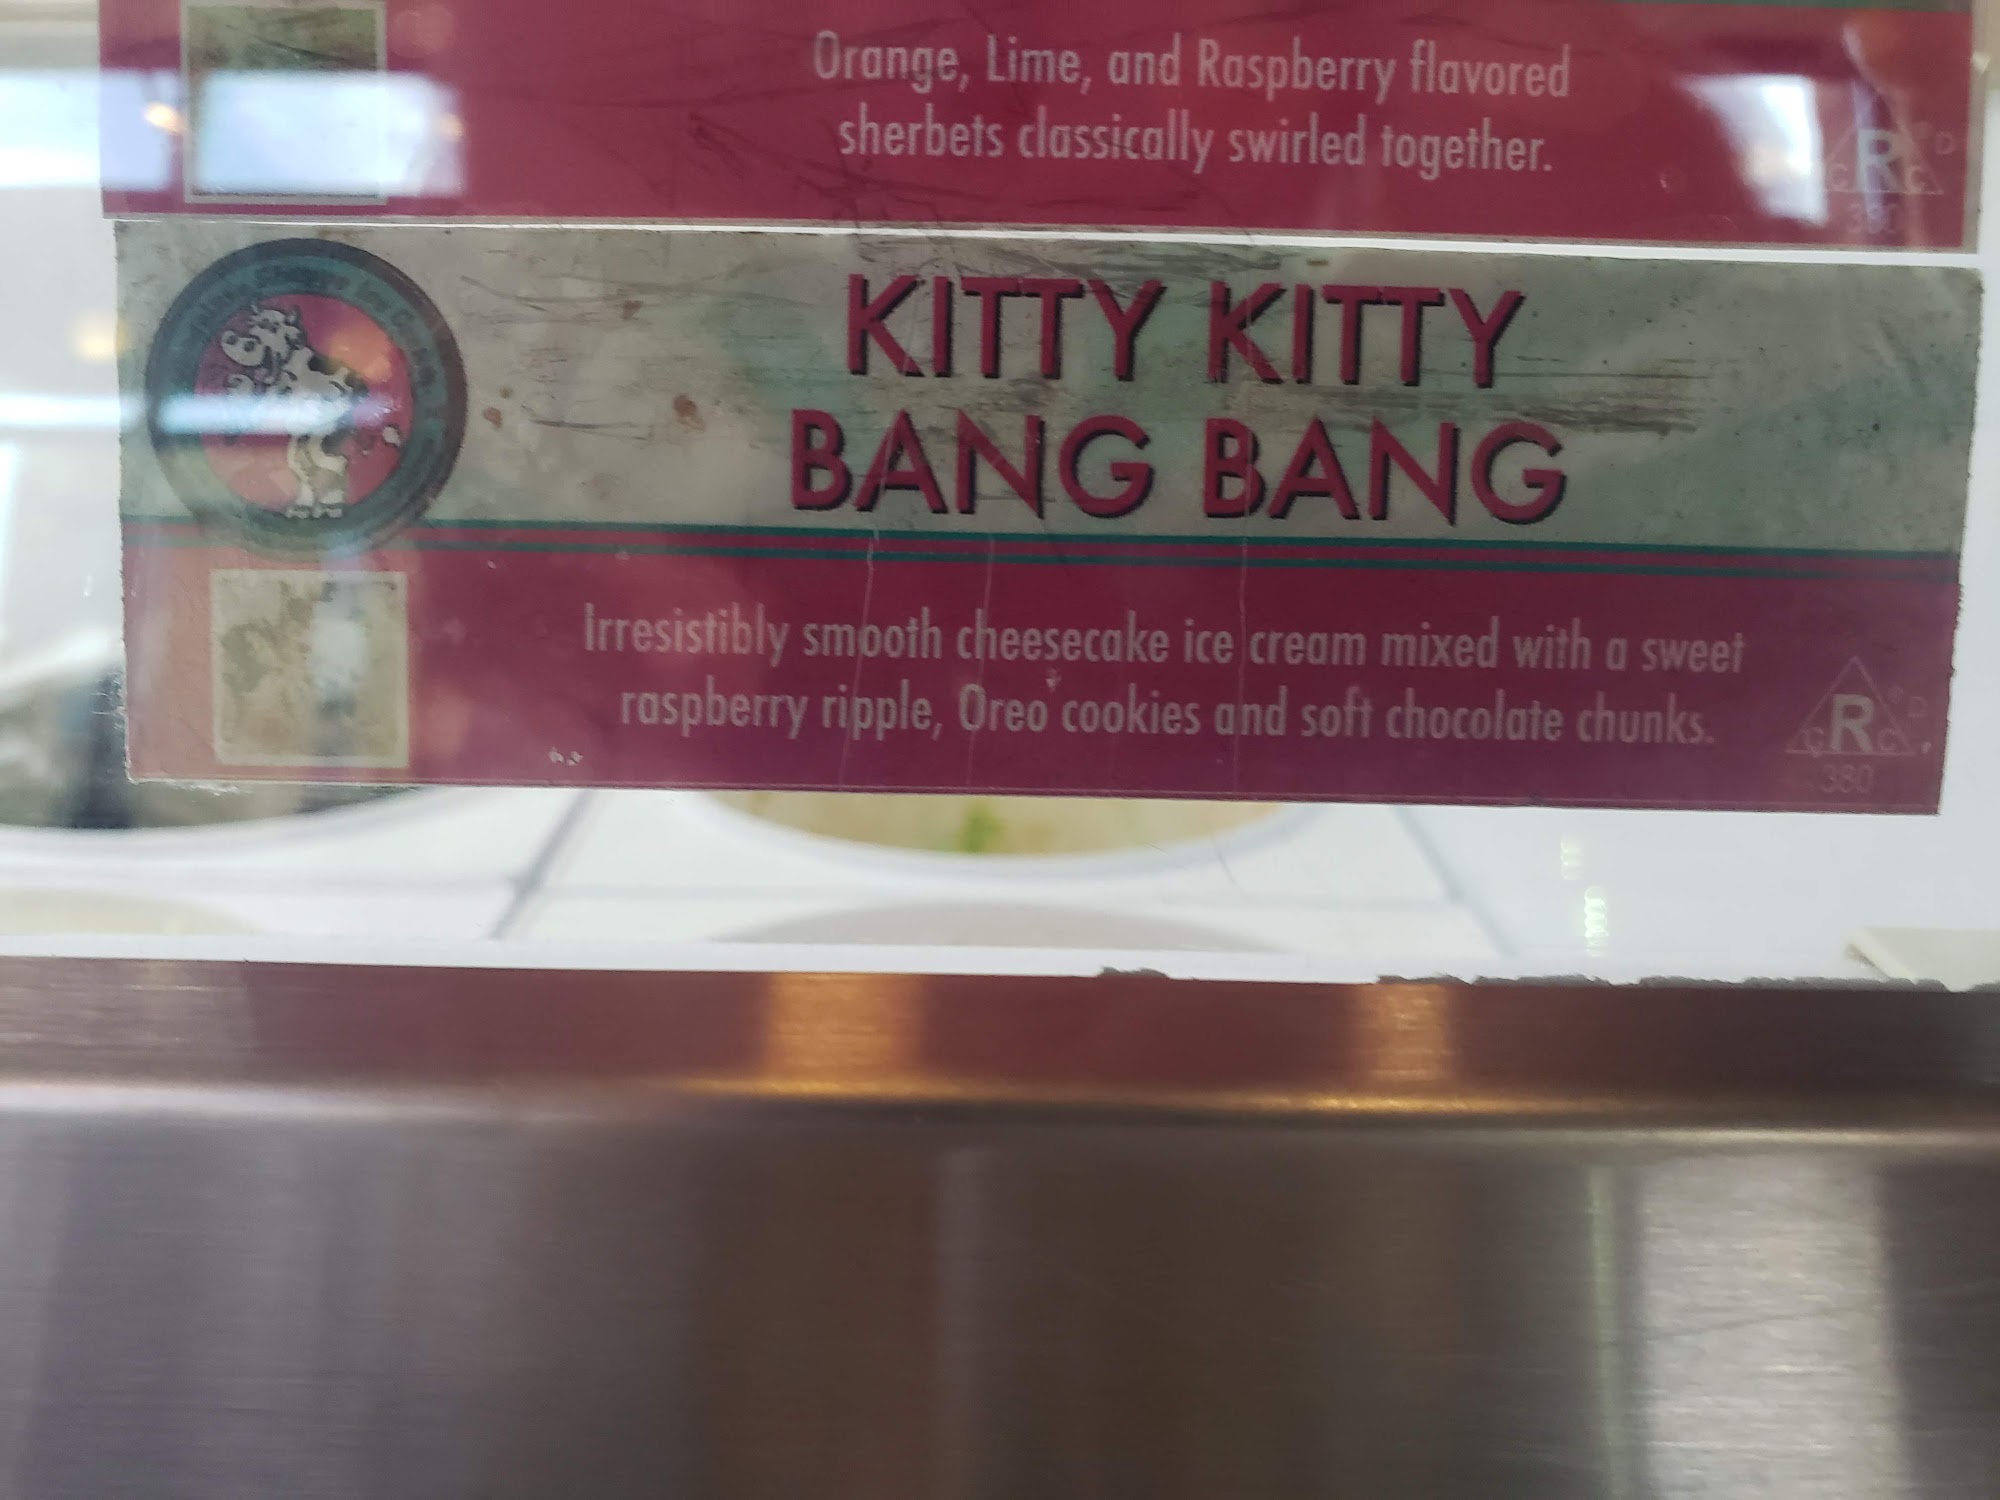 Orange, Lime, and Raspberry flavored
sherbets classically swirled together.
R
C C D
KITTY KITTY
BANG BANG
Irresistibly smooth cheesecake ice cream mixed with a sweet
raspberry ripple, Oreo cookies and soft chocolate chunks.
R
C C D
380